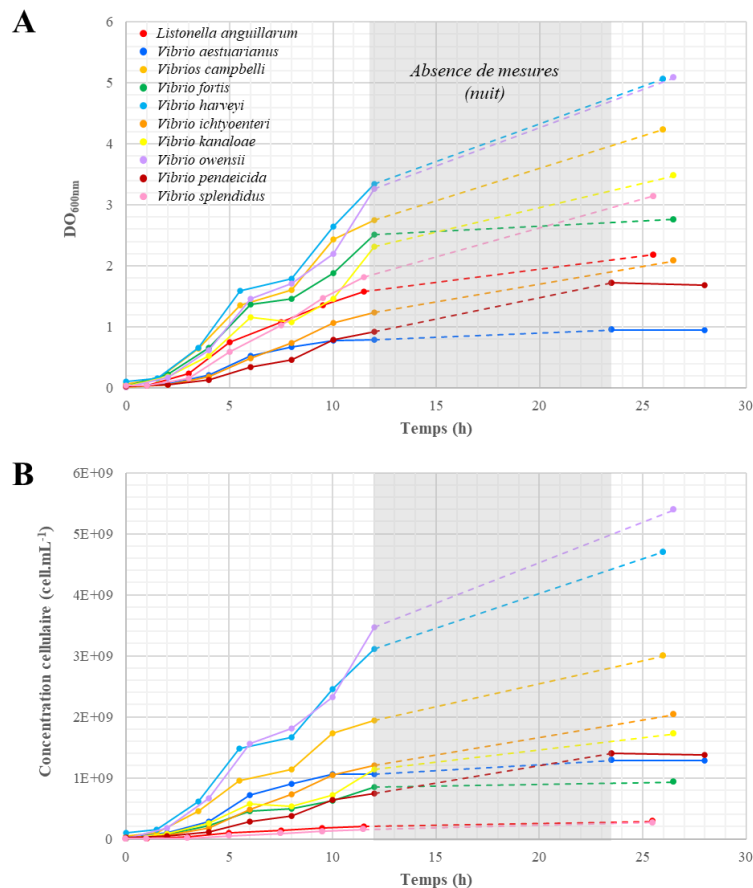 A
6
5
4
3
2
1
0
DO600nm
Listonella anguillarum
Vibrio aestuarianus
Vibrios campbelli
Vibrio fortis
Vibrio harveyi
Vibrio ichtyoenteri
Vibrio kanaloae
Vibrio owensii
Vibrio penaeicida
Vibrio splendidus
Absence de mesures
(nuit)
0 5 10 15 20 25 30
Temps (h)
B
6E+09
5E+09
4E+09
3E+09
2E+09
1E+09
0
Concentration cellulaire (cell.mL-1)
0 5 10 15 20 25 30
Temps (h)